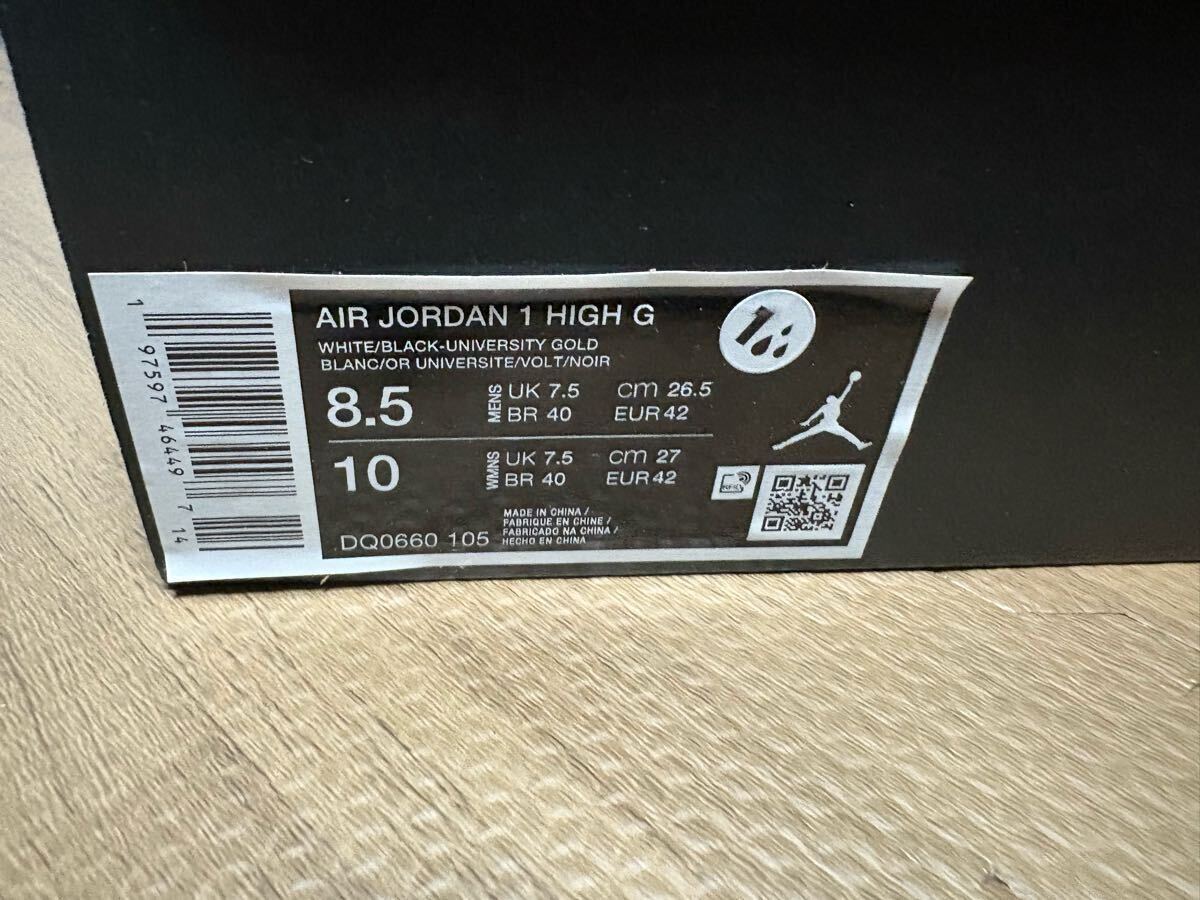 AIR JORDAN 1 HIGH G
WHITE/BLACK-UNIVERSITY GOLD
BLANC/OR UNIVERSITE/VOLT/NOIR
8.5 MENS UK 7.5 cm 26.5
BR 40 EUR 42
10 WMNS UK 7.5 cm 27
BR 40 EUR 42
DQ0660 105
MADE IN CHINA /
FABRIQUE EN CHINE /
FABRICADO NA CHINA /
HECHO EN CHINA
1 97597 46449 7 14